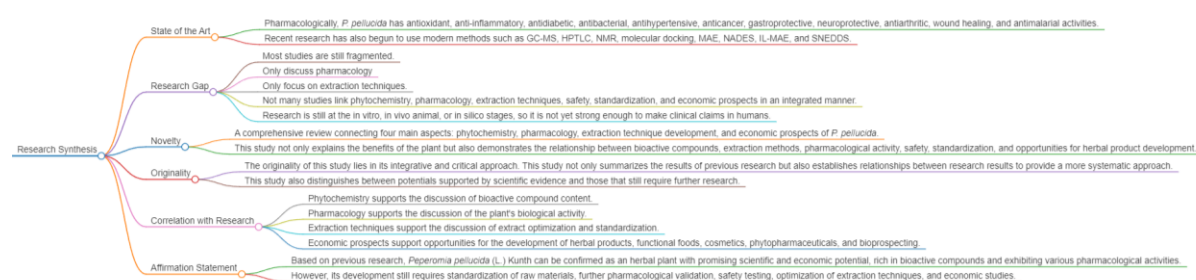 Pharmacologically, P. pellucida has antioxidant, anti-inflammatory, antidiabetic, antibacterial, antihypertensive, anticancer, gastroprotective, neuroprotective, antiarthritic, wound healing, and antimalarial activities.
State of the Art
Recent research has also begun to use modern methods such as GC-MS, HPTLC, NMR, molecular docking, MAE, NADES, IL-MAE, and SNEDDS.
Most studies are still fragmented.
Only discuss pharmacology
Research Gap
Only focus on extraction techniques.
Not many studies link phytochemistry, pharmacology, extraction techniques, safety, standardization, and economic prospects in an integrated manner.
Research is still at the in vitro, in vivo animal, or in silico stages, so it is not yet strong enough to make clinical claims in humans.
A comprehensive review connecting four main aspects: phytochemistry, pharmacology, extraction technique development, and economic prospects of P. pellucida.
Novelty
This study not only explains the benefits of the plant but also demonstrates the relationship between bioactive compounds, extraction methods, pharmacological activity, safety, standardization, and opportunities for herbal product development.
Research Synthesis
The originality of this study lies in its integrative and critical approach. This study not only summarizes the results of previous research but also establishes relationships between research results to provide a more systematic approach.
Originality
This study also distinguishes between potentials supported by scientific evidence and those that still require further research.
Phytochemistry supports the discussion of bioactive compound content.
Pharmacology supports the discussion of the plant's biological activity.
Correlation with Research
Extraction techniques support the discussion of extract optimization and standardization.
Economic prospects support opportunities for the development of herbal products, functional foods, cosmetics, phytopharmaceuticals, and bioprospecting.
Based on previous research, Peperomia pellucida (L.) Kunth can be confirmed as an herbal plant with promising scientific and economic potential, rich in bioactive compounds and exhibiting various pharmacological activities.
Affirmation Statement
However, its development still requires standardization of raw materials, further pharmacological validation, safety testing, optimization of extraction techniques, and economic studies.